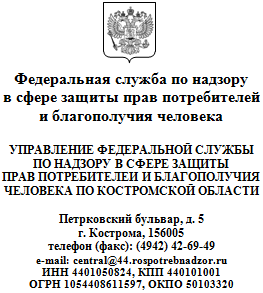 Федеральная служба по надзору
в сфере защиты прав потребителей
и благополучия человека
УПРАВЛЕНИЕ ФЕДЕРАЛЬНОЙ СЛУЖБЫ
ПО НАДЗОРУ В СФЕРЕ ЗАЩИТЫ
ПРАВ ПОТРЕБИТЕЛЕИ И БЛАГОПОЛУЧИЯ
ЧЕЛОВЕКА ПО КОСТРОМСКОЙ ОБЛАСТИ
Петрковский бульвар, д. 5
г. Кострома, 156005
телефон (факс): (4942) 42-69-49
e-mail: central@44.rospotrebnadzor.ru
ИНН 4401050824, КПП 440101001
ОГРН 1054408611597, ОКПО 50103320